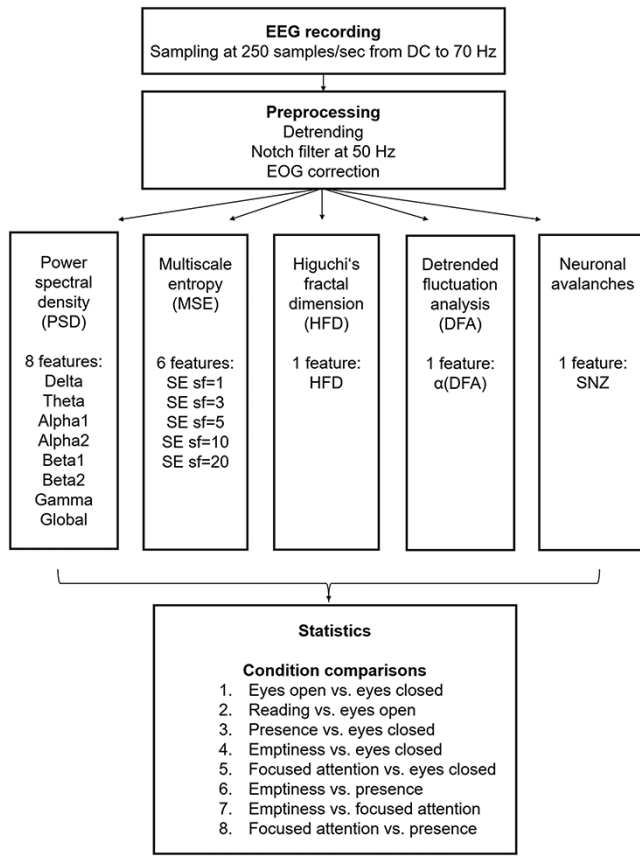 EEG recording
Sampling at 250 samples/sec from DC to 70 Hz
Preprocessing
Detrending
Notch filter at 50 Hz
EOG correction
Power
spectral
density
(PSD)
8 features:
Delta
Theta
Alpha1
Alpha2
Beta1
Beta2
Gamma
Global
Multiscale
entropy
(MSE)
6 features:
SE sf=1
SE sf=3
SE sf=5
SE sf=10
SE sf=20
Higuchi‘s
fractal
dimension
(HFD)
1 feature:
HFD
Detrended
fluctuation
analysis
(DFA)
1 feature:
α(DFA)
Neuronal
avalanches
1 feature:
SNZ
Statistics
Condition comparisons
1. Eyes open vs. eyes closed
2. Reading vs. eyes open
3. Presence vs. eyes closed
4. Emptiness vs. eyes closed
5. Focused attention vs. eyes closed
6. Emptiness vs. presence
7. Emptiness vs. focused attention
8. Focused attention vs. presence